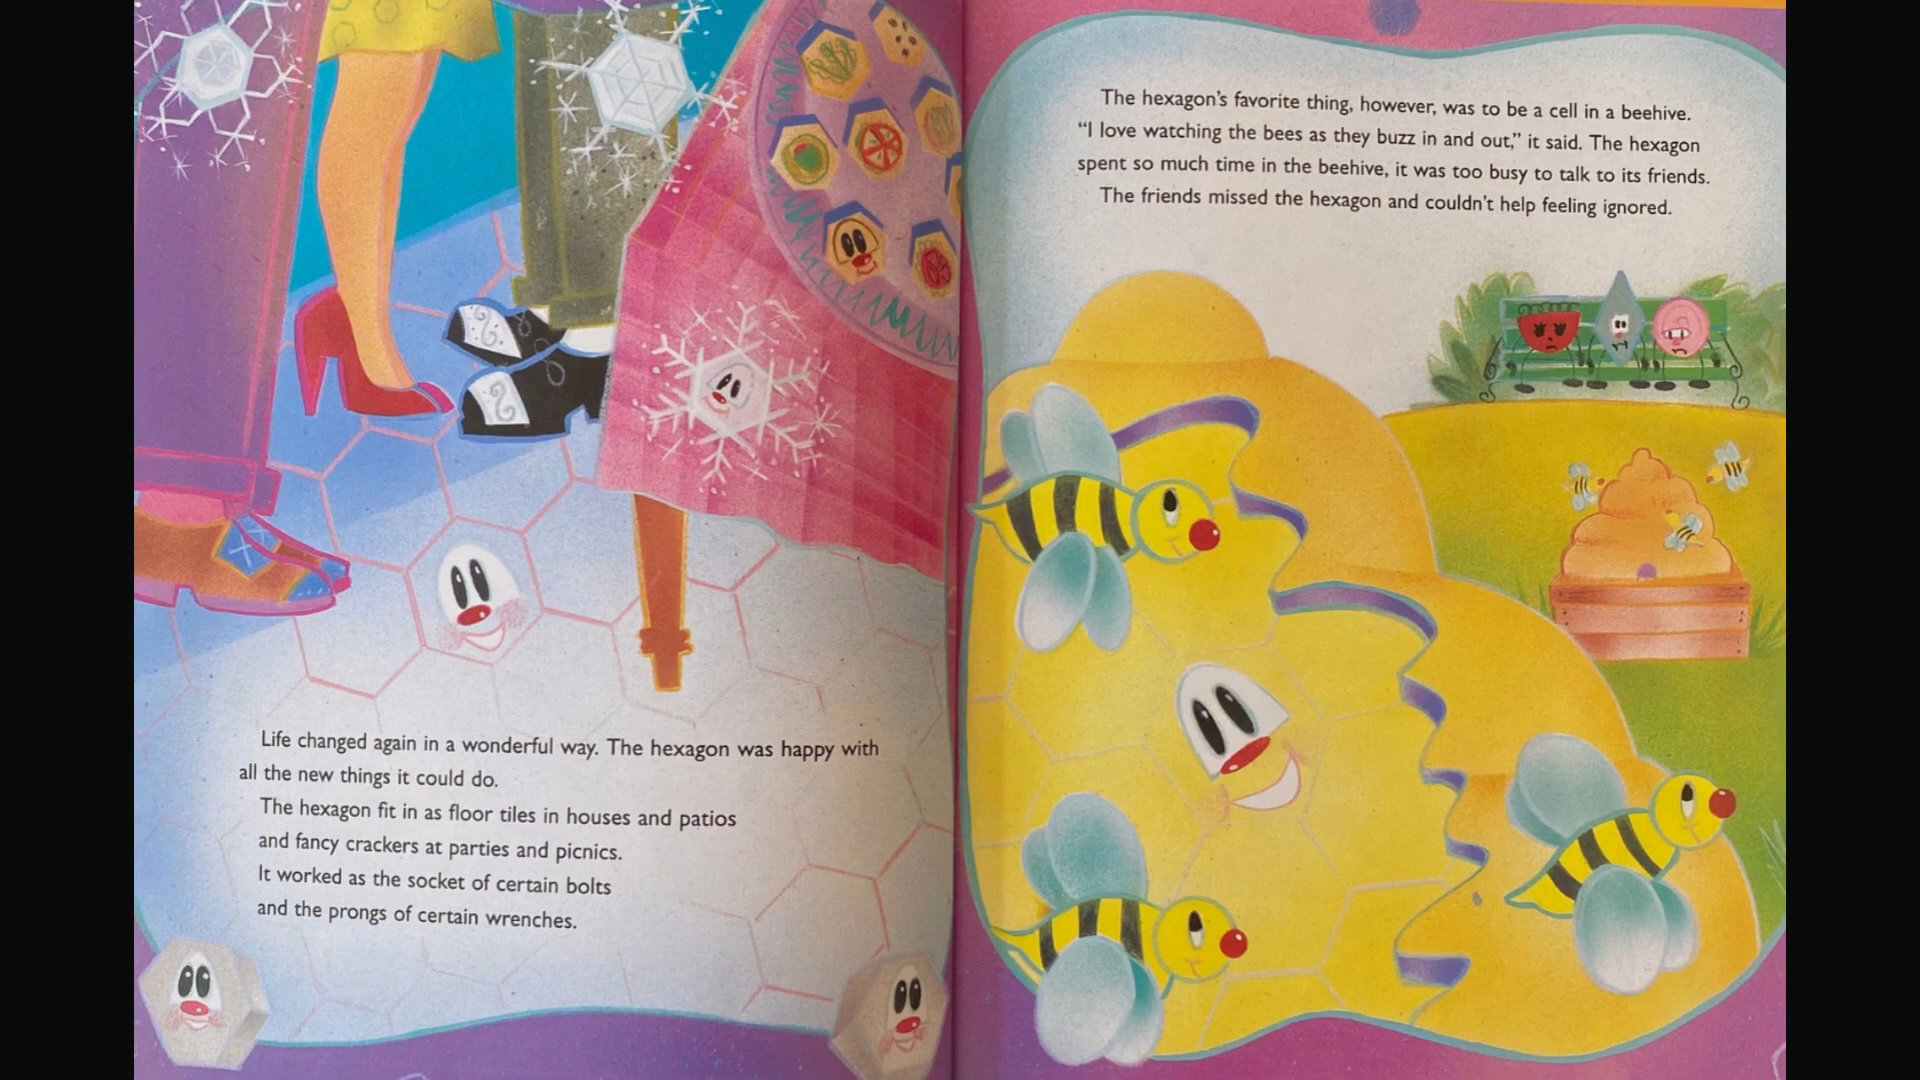 Life changed again in a wonderful way. The hexagon was happy with
all the new things it could do.
The hexagon fit in as floor tiles in houses and patios
and fancy crackers at parties and picnics.
It worked as the socket of certain bolts
and the prongs of certain wrenches.
The hexagon’s favorite thing, however, was to be a cell in a beehive.
“I love watching the bees as they buzz in and out,” it said. The hexagon
spent so much time in the beehive, it was too busy to talk to its friends.
The friends missed the hexagon and couldn’t help feeling ignored.